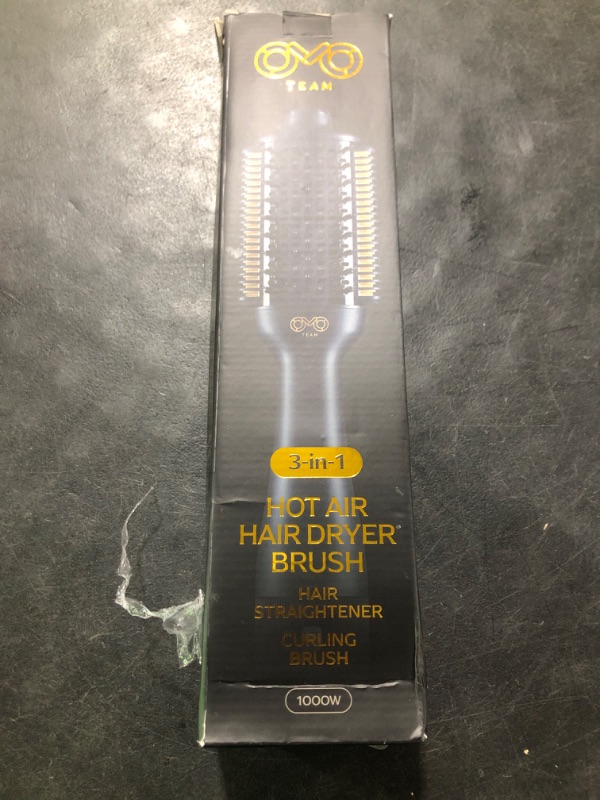 OMO
TEAM
OMO
TEAM
3-in-1
HOT AIR
HAIR DRYER
BRUSH
HAIR
STRAIGHTENER
CURLING
BRUSH
1000W